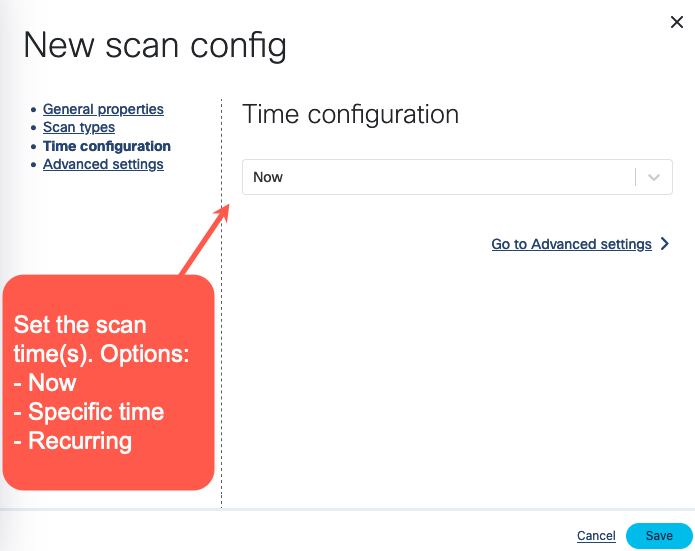 New scan config
General properties
Scan types
Time configuration
Advanced settings
Time configuration
Now
Go to Advanced settings
Set the scan
time(s). Options:
- Now
- Specific time
- Recurring
Cancel
Save